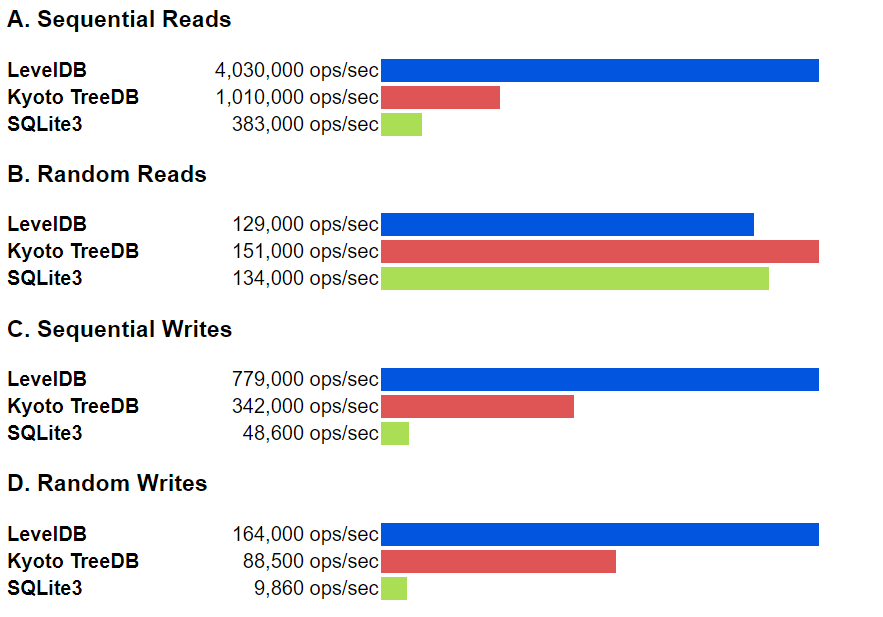 A. Sequential Reads
LevelDB 4,030,000 ops/sec
Kyoto TreeDB 1,010,000 ops/sec
SQLite3 383,000 ops/sec
B. Random Reads
LevelDB 129,000 ops/sec
Kyoto TreeDB 151,000 ops/sec
SQLite3 134,000 ops/sec
C. Sequential Writes
LevelDB 779,000 ops/sec
Kyoto TreeDB 342,000 ops/sec
SQLite3 48,600 ops/sec
D. Random Writes
LevelDB 164,000 ops/sec
Kyoto TreeDB 88,500 ops/sec
SQLite3 9,860 ops/sec